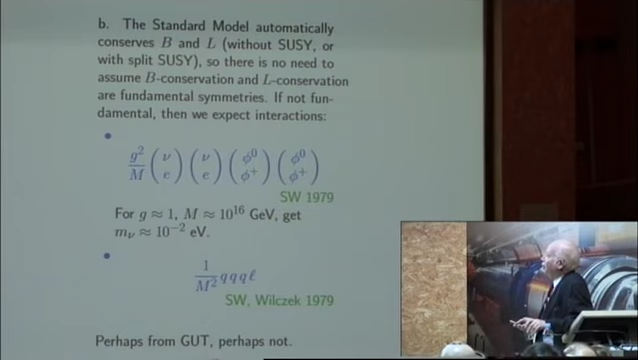 b. The Standard Model automatically
conserves B and L (without SUSY, or
with split SUSY), so there is no need to
assume B-conservation and L-conservation
are fundamental symmetries. If not fun-
damental, then we expect interactions:
• g²/M (ν e) (ν e) (ϕ⁰ ϕ⁺) (ϕ⁰ ϕ⁺)
SW 1979
For g ≈ 1, M ≈ 10¹⁶ GeV, get
mν ≈ 10⁻² eV.
• 1/M² q q q ℓ
SW, Wilczek 1979
Perhaps from GUT, perhaps not.